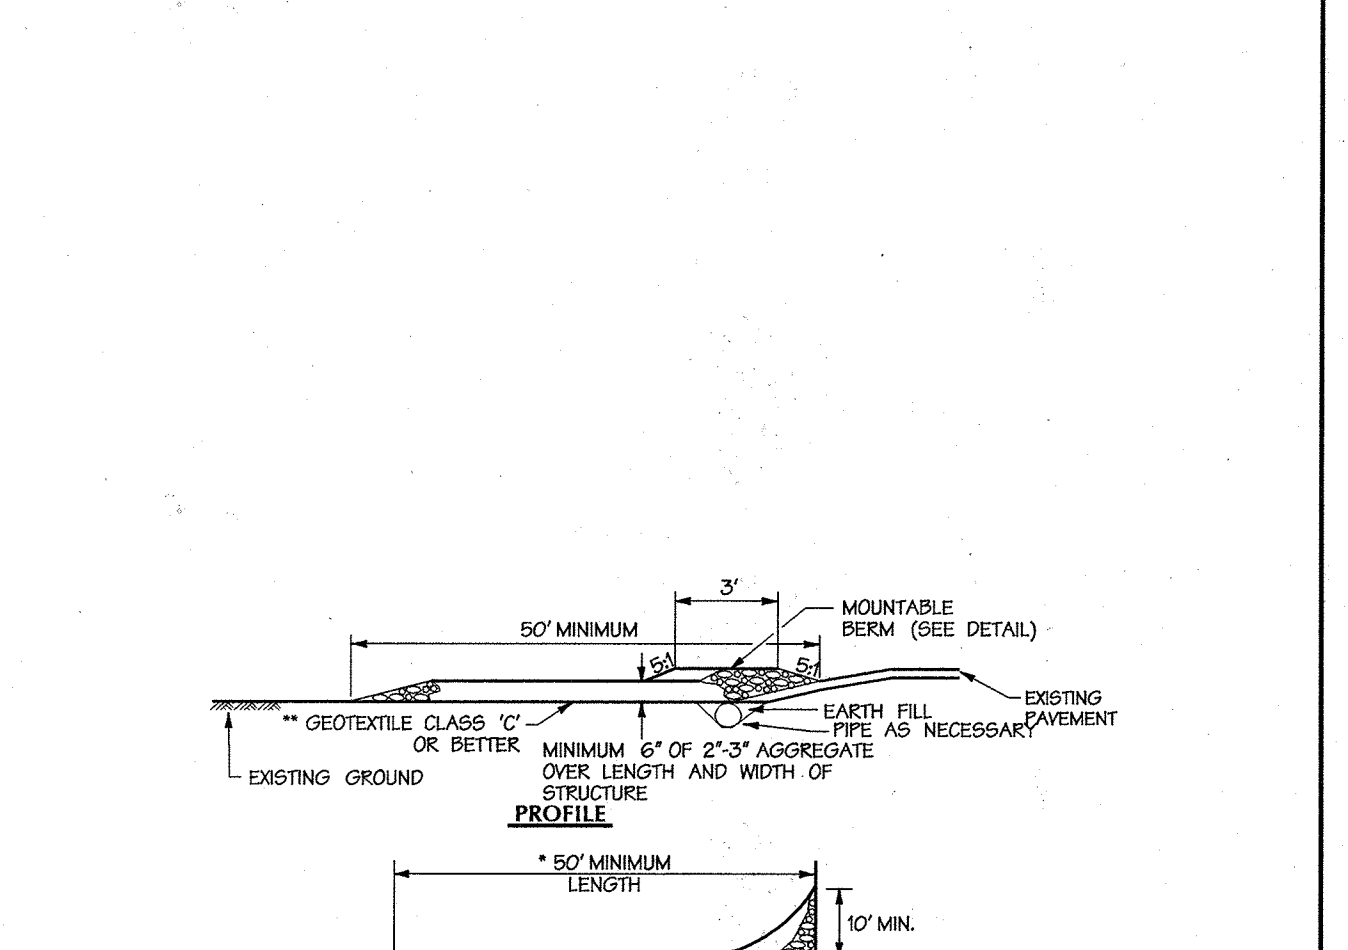 3'
MOUNTABLE
BERM (SEE DETAIL)
50' MINIMUM
5:1
5:1
EXISTING
PAVEMENT
** GEOTEXTILE CLASS 'C'
OR BETTER
EARTH FILL
PIPE AS NECESSARY
MINIMUM 6" OF 2"-3" AGGREGATE
OVER LENGTH AND WIDTH OF
STRUCTURE
EXISTING GROUND
PROFILE
* 50' MINIMUM
LENGTH
10' MIN.